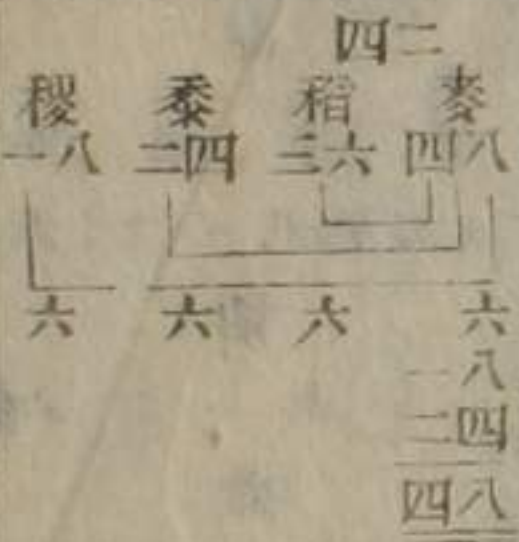 四二
稷 黍 稻 麥
一八 二四 三六 四八
六 六 六 六
一八
二四
四八